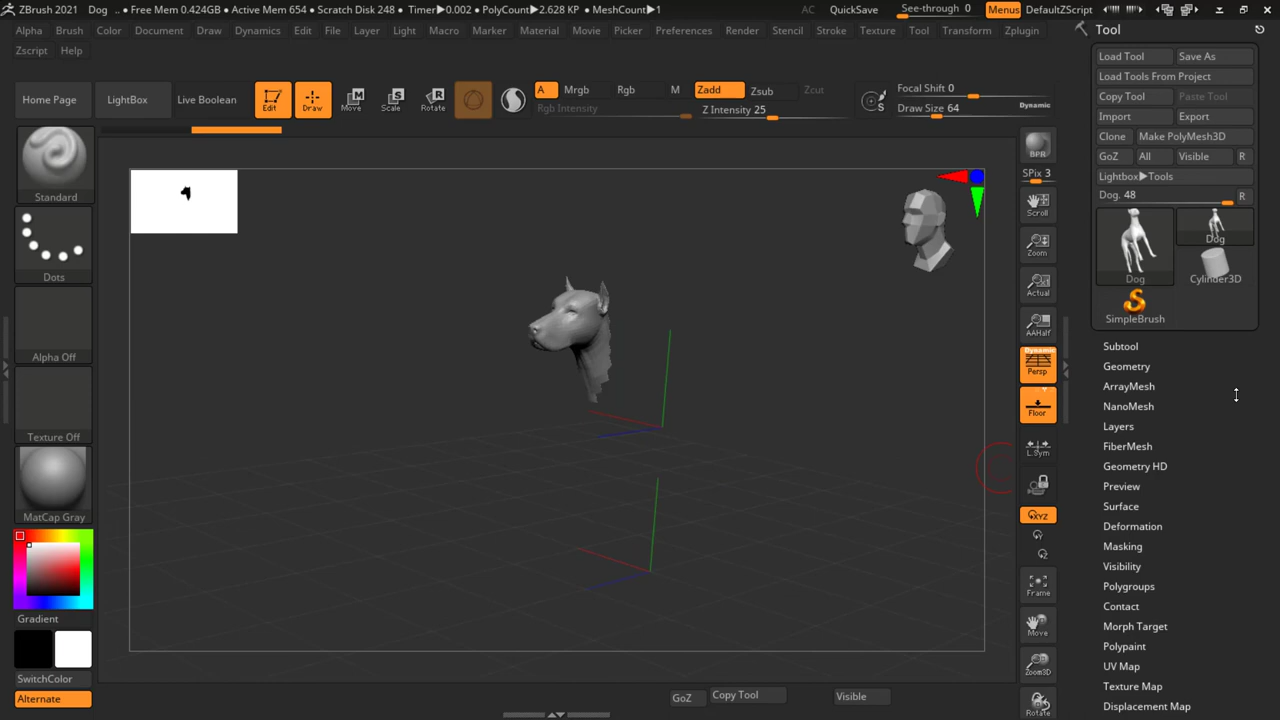 ZBrush 2021 Dog .. • Free Mem 0.424GB • Active Mem 654 • Scratch Disk 248 • Timer▶0.002 • PolyCount▶2.628 KP • MeshCount▶1 AC QuickSave See-through 0 Menus DefaultZScript
Alpha Brush Color Document Draw Dynamics Edit File Layer Light Macro Marker Material Movie Picker Preferences Render Stencil Stroke Texture Tool Transform Zplugin
Zscript Help
Home Page LightBox Live Boolean Edit Draw Move Scale Rotate A Mrgb Rgb M Zadd Zsub Zcut Focal Shift 0
Rgb Intensity Z Intensity 25 Draw Size 64 Dynamic
Standard
Dots
Alpha Off
Texture Off
MatCap Gray
Gradient
SwitchColor
Alternate
BPR
SPix 3
Scroll
Zoom
Actual
AAHalf
Dynamic
Persp
Floor
L.Sym
XYZ
Y
Z
Frame
Move
Zoom3D
Rotate
GoZ Copy Tool Visible
Tool
Load Tool Save As
Load Tools From Project
Copy Tool Paste Tool
Import Export
Clone Make PolyMesh3D
GoZ All Visible R
Lightbox▶Tools
Dog. 48 R
Dog
Dog Cylinder3D
SimpleBrush
Subtool
Geometry
ArrayMesh
NanoMesh
Layers
FiberMesh
Geometry HD
Preview
Surface
Deformation
Masking
Visibility
Polygroups
Contact
Morph Target
Polypaint
UV Map
Texture Map
Displacement Map